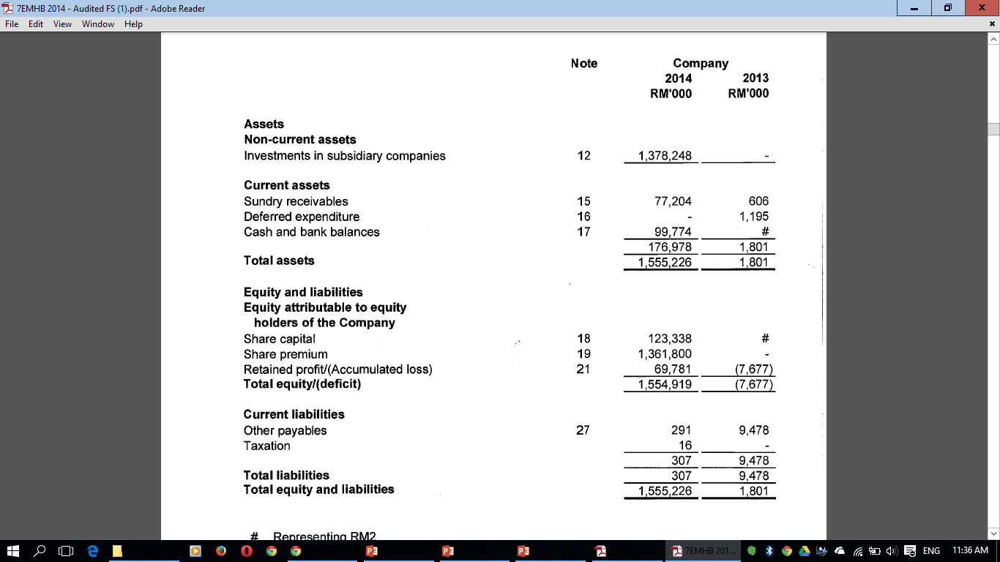 7EMHB 2014 - Audited FS (1).pdf - Adobe Reader
File Edit View Window Help
Note Company
2014 2013
RM'000 RM'000
Assets
Non-current assets
Investments in subsidiary companies 12 1,378,248 -
Current assets
Sundry receivables 15 77,204 606
Deferred expenditure 16 - 1,195
Cash and bank balances 17 99,774 #
176,978 1,801
Total assets 1,555,226 1,801
Equity and liabilities
Equity attributable to equity
holders of the Company
Share capital 18 123,338 #
Share premium 19 1,361,800 -
Retained profit/(Accumulated loss) 21 69,781 (7,677)
Total equity/(deficit) 1,554,919 (7,677)
Current liabilities
Other payables 27 291 9,478
Taxation 16 -
307 9,478
Total liabilities 307 9,478
Total equity and liabilities 1,555,226 1,801
# Representing RM2
7EMHB 201... ENG 11:36 AM